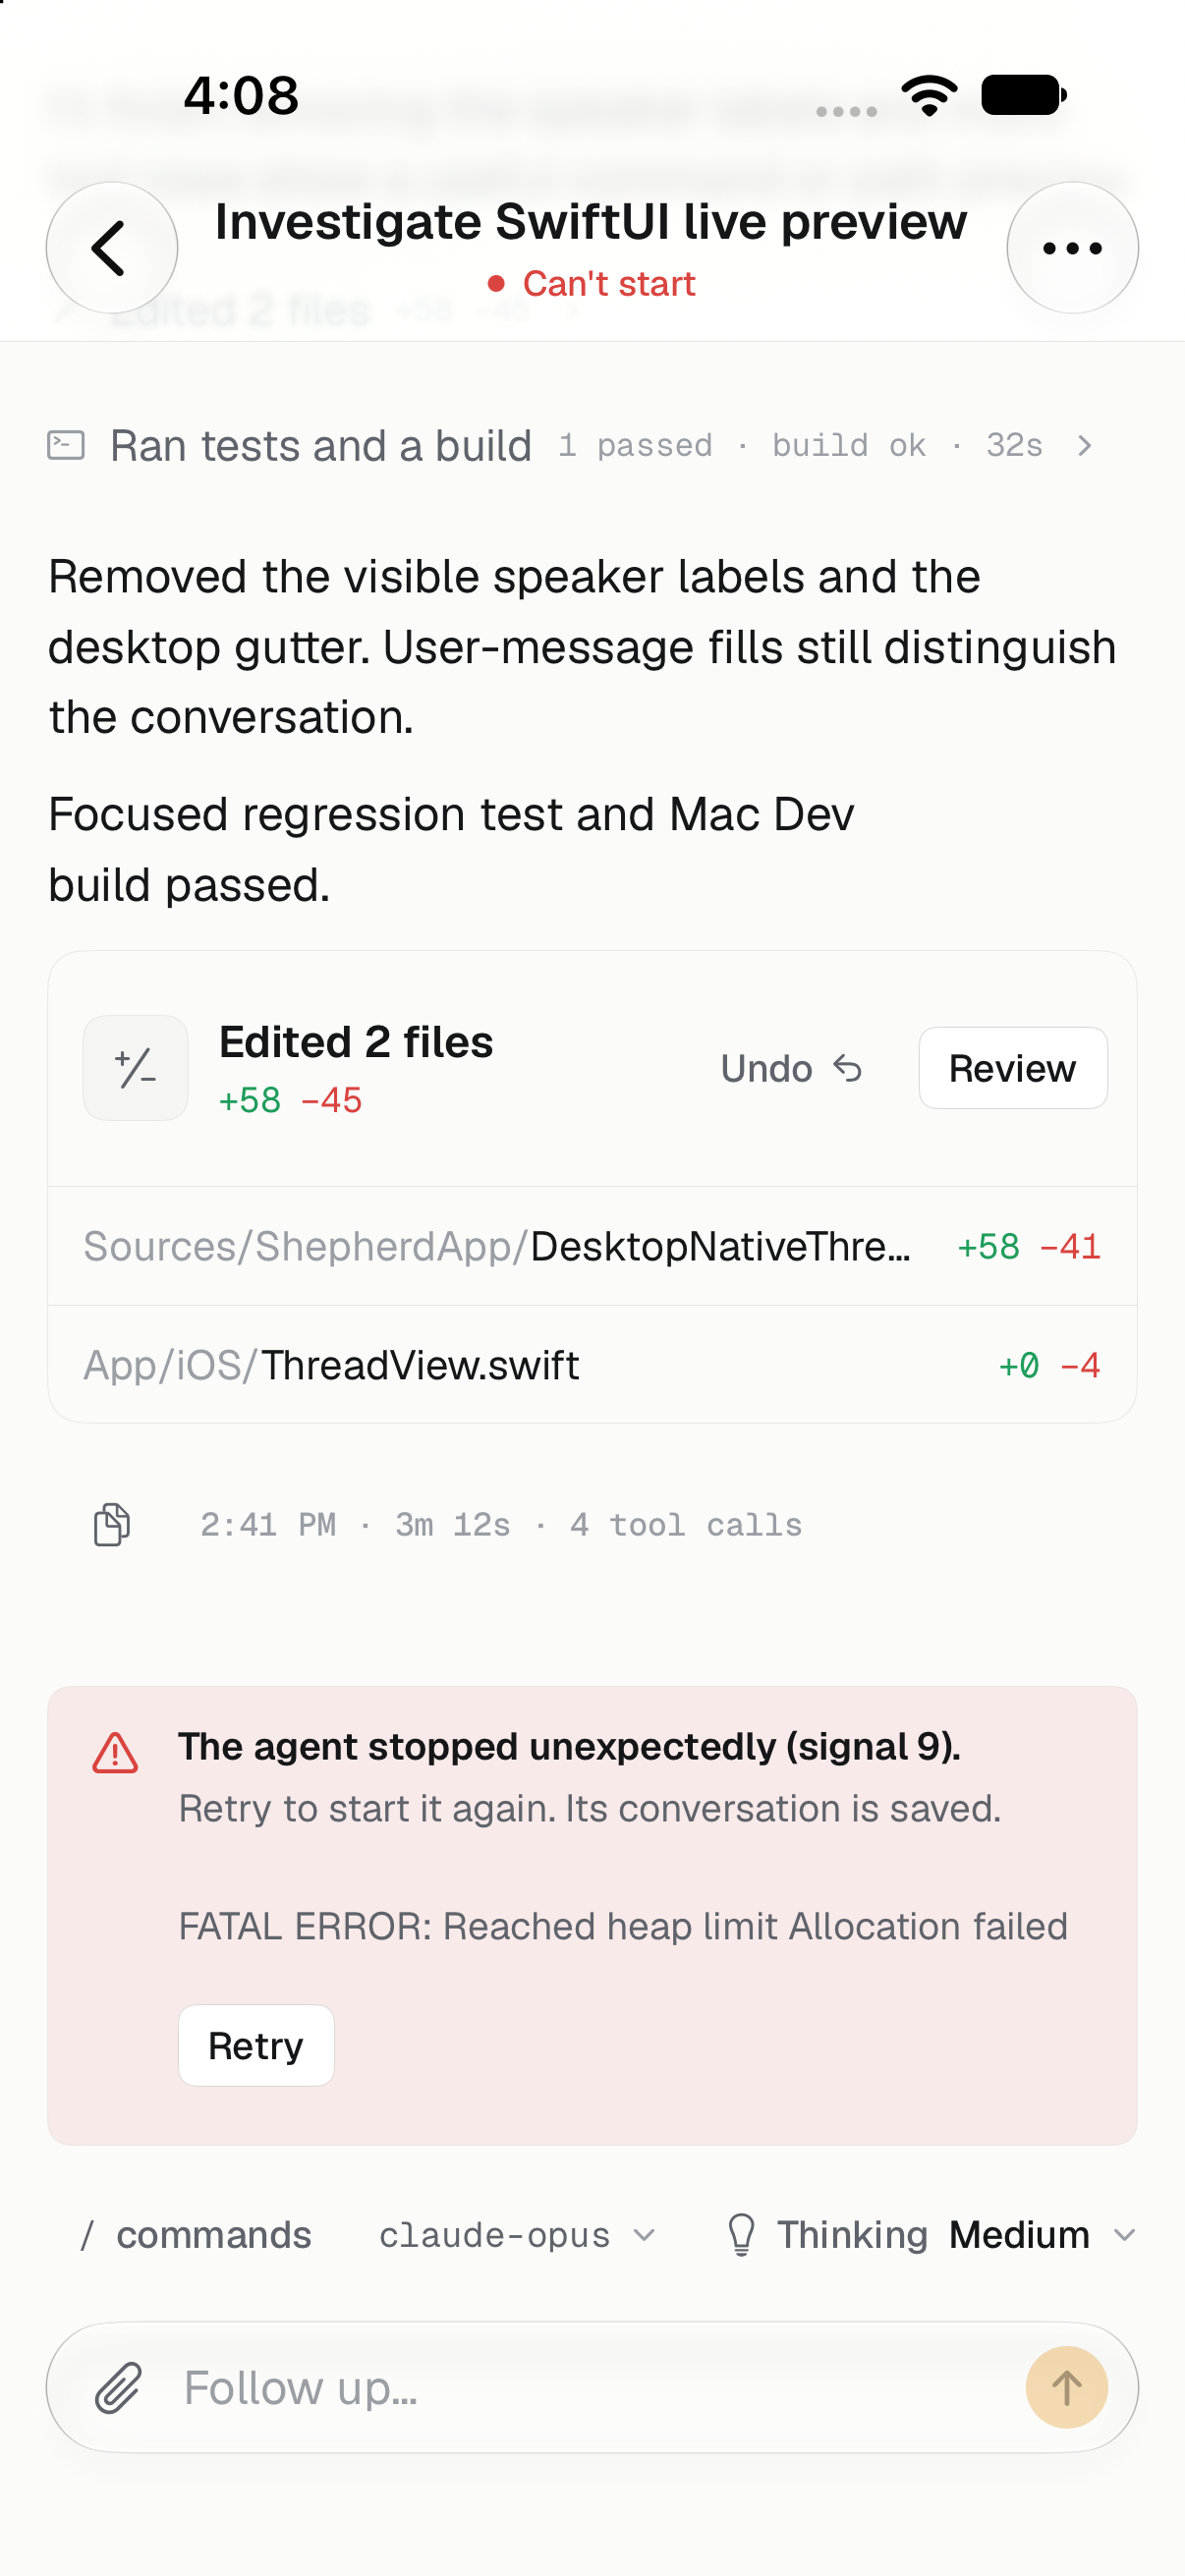 4:08
Investigate SwiftUI live preview
Can't start
Edited 2 files +58 −45
Ran tests and a build 1 passed · build ok · 32s
Removed the visible speaker labels and the
desktop gutter. User-message fills still distinguish
the conversation.
Focused regression test and Mac Dev
build passed.
Edited 2 files
+58 −45
Undo
Review
Sources/ShepherdApp/DesktopNativeThre... +58 −41
App/iOS/ThreadView.swift +0 −4
2:41 PM · 3m 12s · 4 tool calls
The agent stopped unexpectedly (signal 9).
Retry to start it again. Its conversation is saved.
FATAL ERROR: Reached heap limit Allocation failed
Retry
/ commands claude-opus Thinking Medium
Follow up...